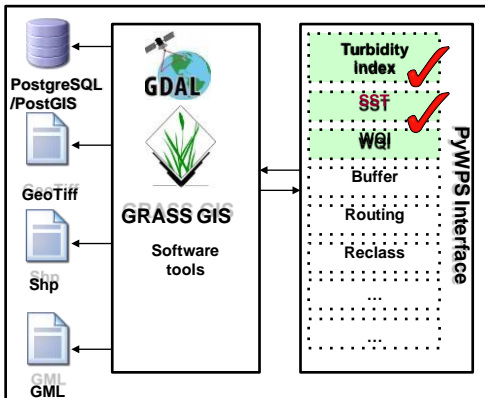 PostgreSQL
/PostGIS
GeoTiff
Shp
GML
GDAL
GRASS GIS
Software
tools
Turbidity
index
SST
WQI
Buffer
Routing
Reclass
...
...
PyWPS Interface